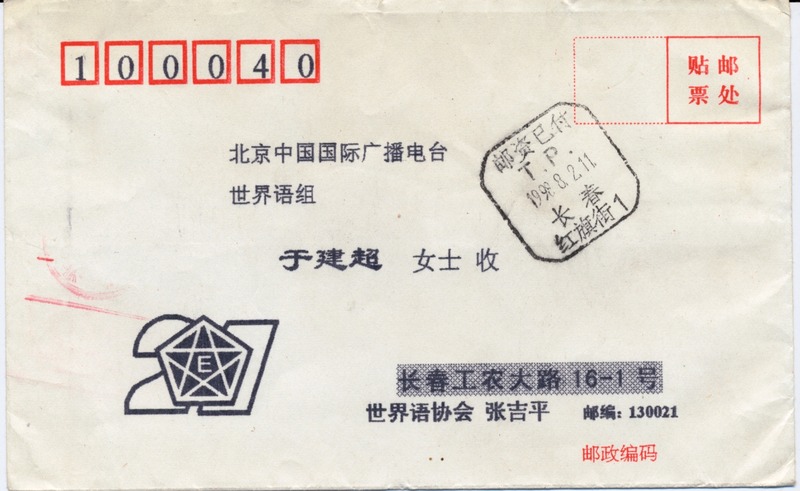 100040
贴 邮
票 处
邮资已付
T.P.
1998.8.2.11
长春
红旗街1
北京中国国际广播电台
世界语组
于建超 女士 收
21
E
长春工农大路 16-1 号
世界语协会 张吉平 邮编: 130021
邮政编码